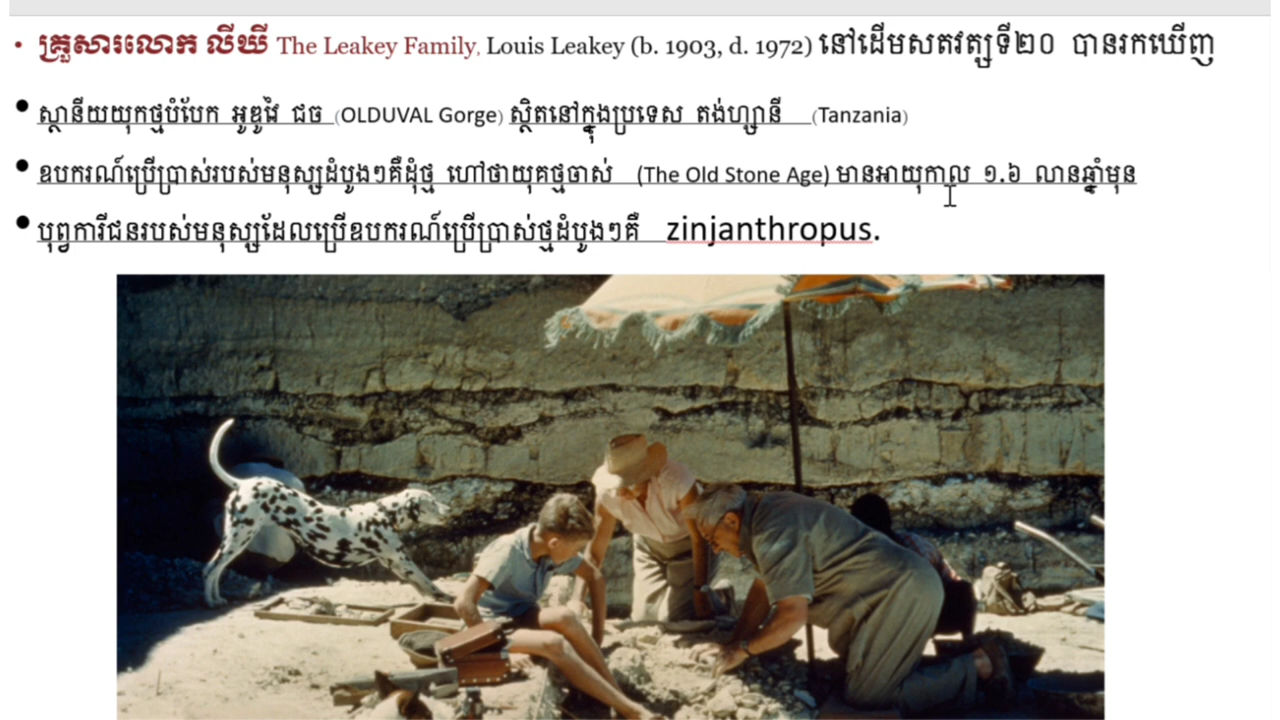 • គ្រួសារលោក លីឃី The Leakey Family, Louis Leakey (b. 1903, d. 1972) នៅដើមសតវត្សទី២០ បានរកឃើញ
• ស្ថានីយយុកថ្មបំបែក អូឌូវៃ ជច (OLDUVAL Gorge) ស្ថិតនៅក្នុងប្រទេស តង់ហ្សានី (Tanzania)
• ឧបករណ៍ប្រើប្រាស់របស់មនុស្សដំបូងៗគឺដុំថ្ម ហៅថាយុគថ្មចាស់ (The Old Stone Age) មានអាយុកាល ១.៦ លានឆ្នាំមុន
• បុព្វការីជនរបស់មនុស្សដែលប្រើឧបករណ៍ប្រើប្រាស់ថ្មដំបូងៗគឺ zinjanthropus.